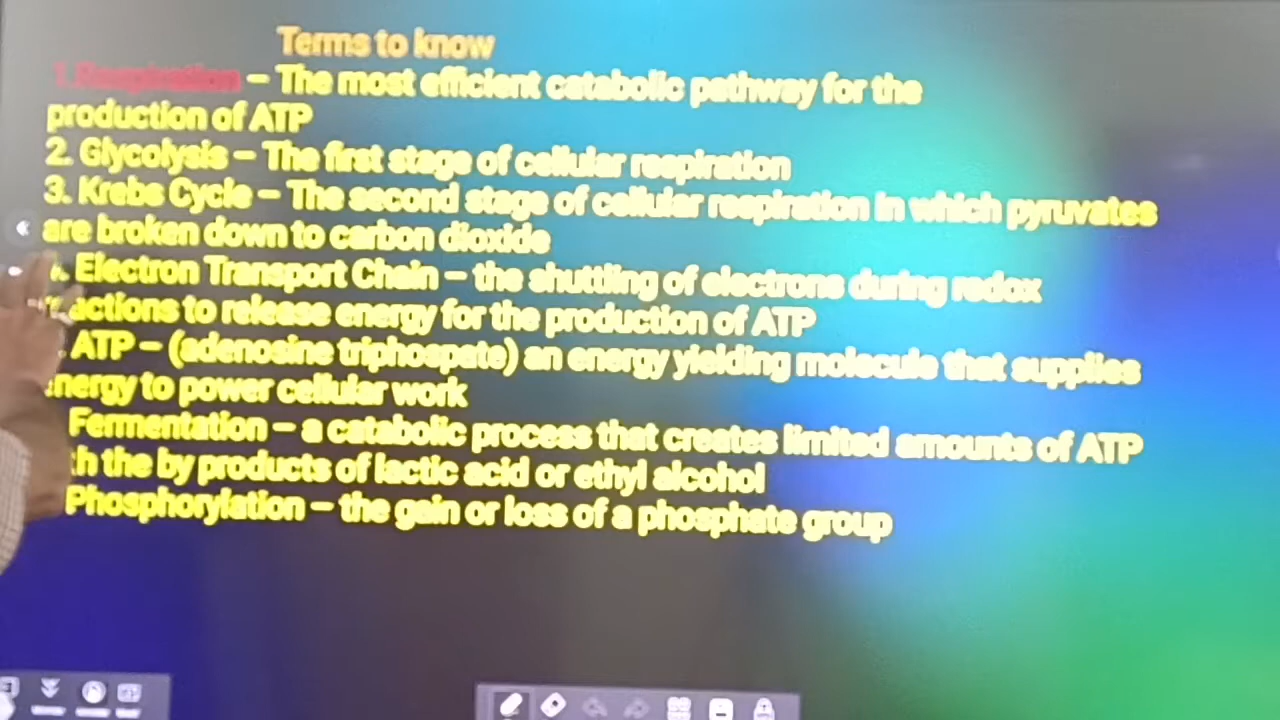 Terms to know
1. Respiration – The most efficient catabolic pathway for the
production of ATP
2. Glycolysis – The first stage of cellular respiration
3. Krebs Cycle – The second stage of cellular respiration in which pyruvates
are broken down to carbon dioxide
Electron Transport Chain – the shuttling of electrons during redox
actions to release energy for the production of ATP
ATP – (adenosine triphospate) an energy yielding molecule that supplies
nergy to power cellular work
Fermentation – a catabolic process that creates limited amounts of ATP
th the by products of lactic acid or ethyl alcohol
Phosphorylation – the gain or loss of a phosphate group